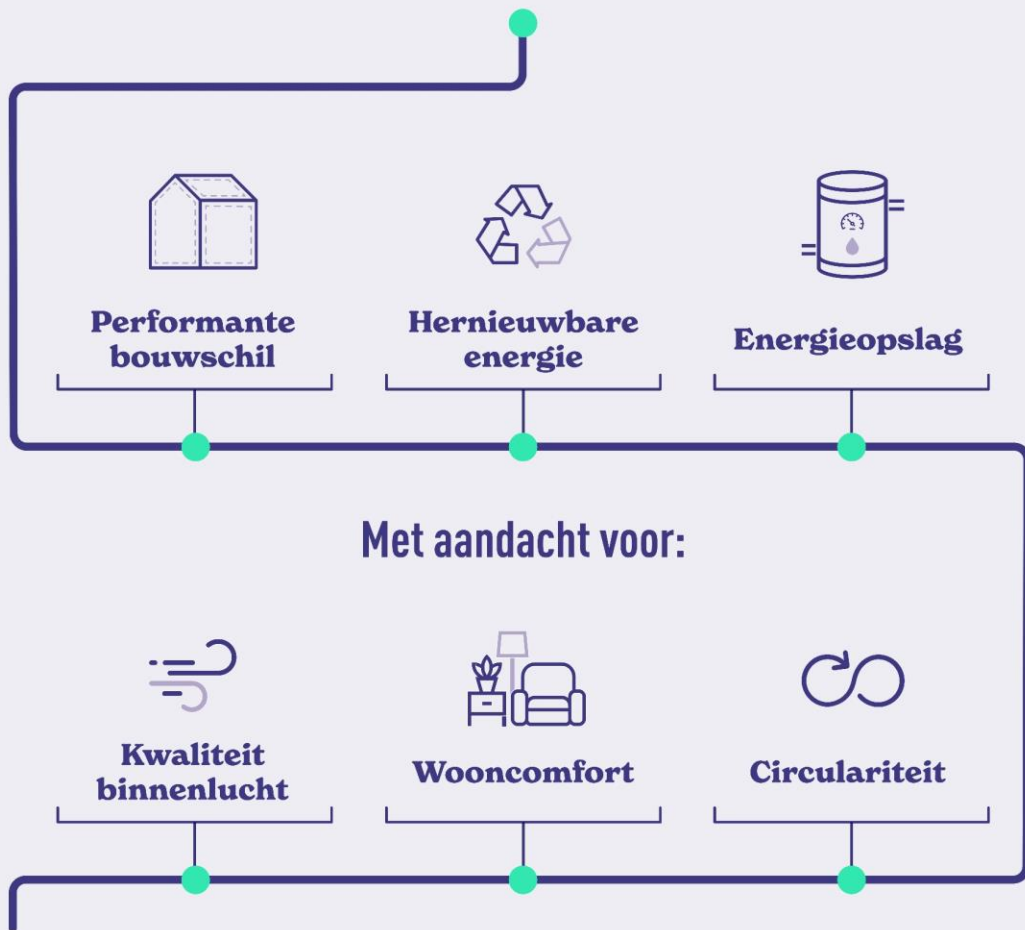 Performante
bouwschil
Hernieuwbare
energie
Energieopslag
Met aandacht voor:
Kwaliteit
binnenlucht
Wooncomfort
Circulariteit